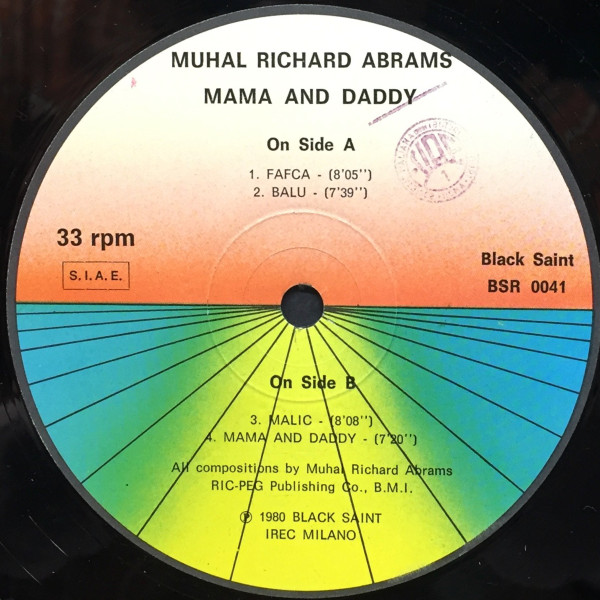 MUHAL RICHARD ABRAMS
MAMA AND DADDY
On Side A
1. FAFCA - (8'05'')
2. BALU - (7'39'')
33 rpm
S.I.A.E.
Black Saint
BSR 0041
On Side B
3. MALIC - (8'08'')
4. MAMA AND DADDY - (7'20'')
All compositions by Muhal Richard Abrams
RIC-PEG Publishing Co., B.M.I.
℗ 1980 BLACK SAINT
IREC MILANO